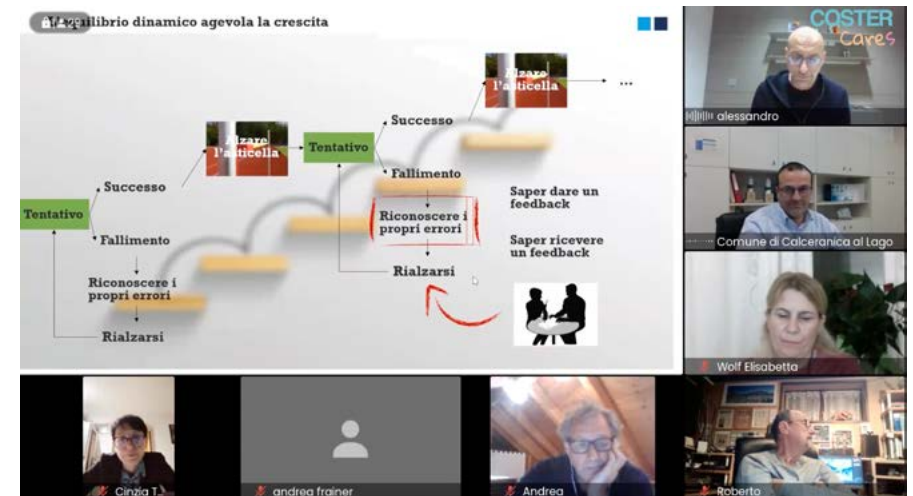 29
equilibrio dinamico agevola la crescita
Tentativo
Successo
Fallimento
Riconoscere i
propri errori
Rialzarsi
Alzare
l'asticella
Tentativo
Successo
Fallimento
Riconoscere i
propri errori
Rialzarsi
Alzare
l'asticella
...
Saper dare un
feedback
Saper ricevere
un feedback
COSTER
Cares
alessandro
Comune di Calceranica al Lago
Wolf Elisabetta
Cinzia T...
andrea frainer
Andrea
Roberto